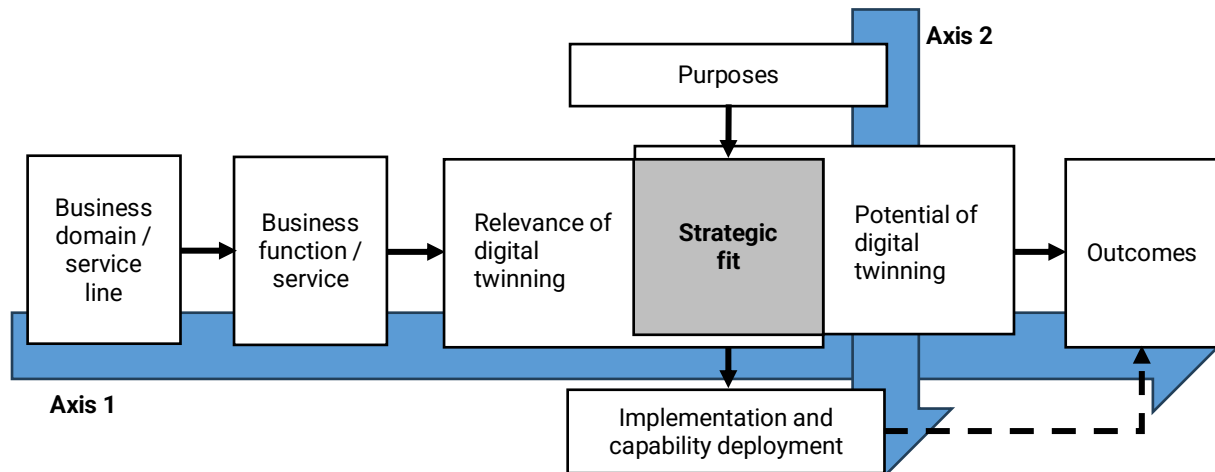 Axis 2
Purposes
Business
domain /
service
line
Business
function /
service
Relevance of
digital
twinning
Strategic
fit
Potential of
digital
twinning
Outcomes
Axis 1
Implementation and
capability deployment